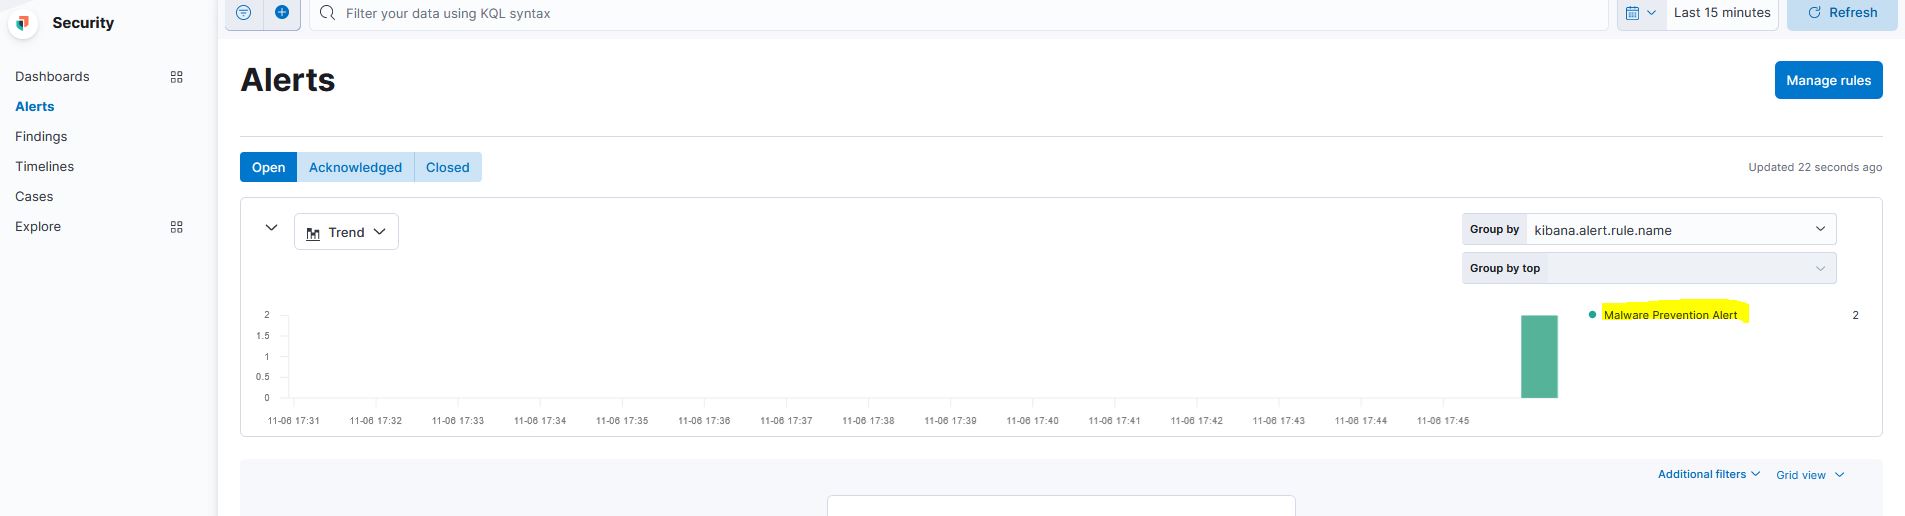 Security
Dashboards
Alerts
Findings
Timelines
Cases
Explore
Filter your data using KQL syntax
Last 15 minutes
Refresh
Alerts
Manage rules
Open Acknowledged Closed
Updated 22 seconds ago
Trend
Group by kibana.alert.rule.name
Group by top
2
1.5
1
0.5
0
11-06 17:31 11-06 17:32 11-06 17:33 11-06 17:34 11-06 17:35 11-06 17:36 11-06 17:37 11-06 17:38 11-06 17:39 11-06 17:40 11-06 17:41 11-06 17:42 11-06 17:43 11-06 17:44 11-06 17:45
Malware Prevention Alert 2
Additional filters Grid view